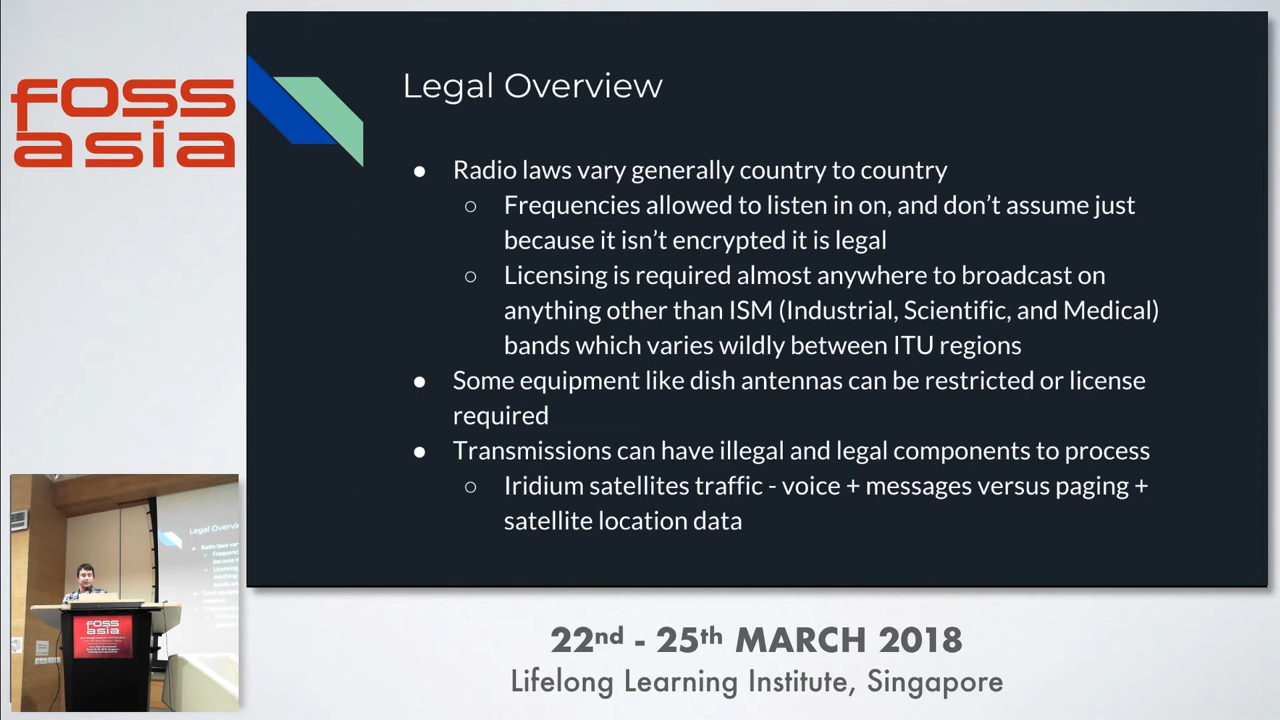 foss
asia
Legal Overview
● Radio laws vary generally country to country
○ Frequencies allowed to listen in on, and don't assume just
because it isn't encrypted it is legal
○ Licensing is required almost anywhere to broadcast on
anything other than ISM (Industrial, Scientific, and Medical)
bands which varies wildly between ITU regions
● Some equipment like dish antennas can be restricted or license
required
● Transmissions can have illegal and legal components to process
○ Iridium satellites traffic - voice + messages versus paging +
satellite location data
Legal Overvi
foss
asia
22nd - 25th MARCH 2018
Lifelong Learning Institute, Singapore